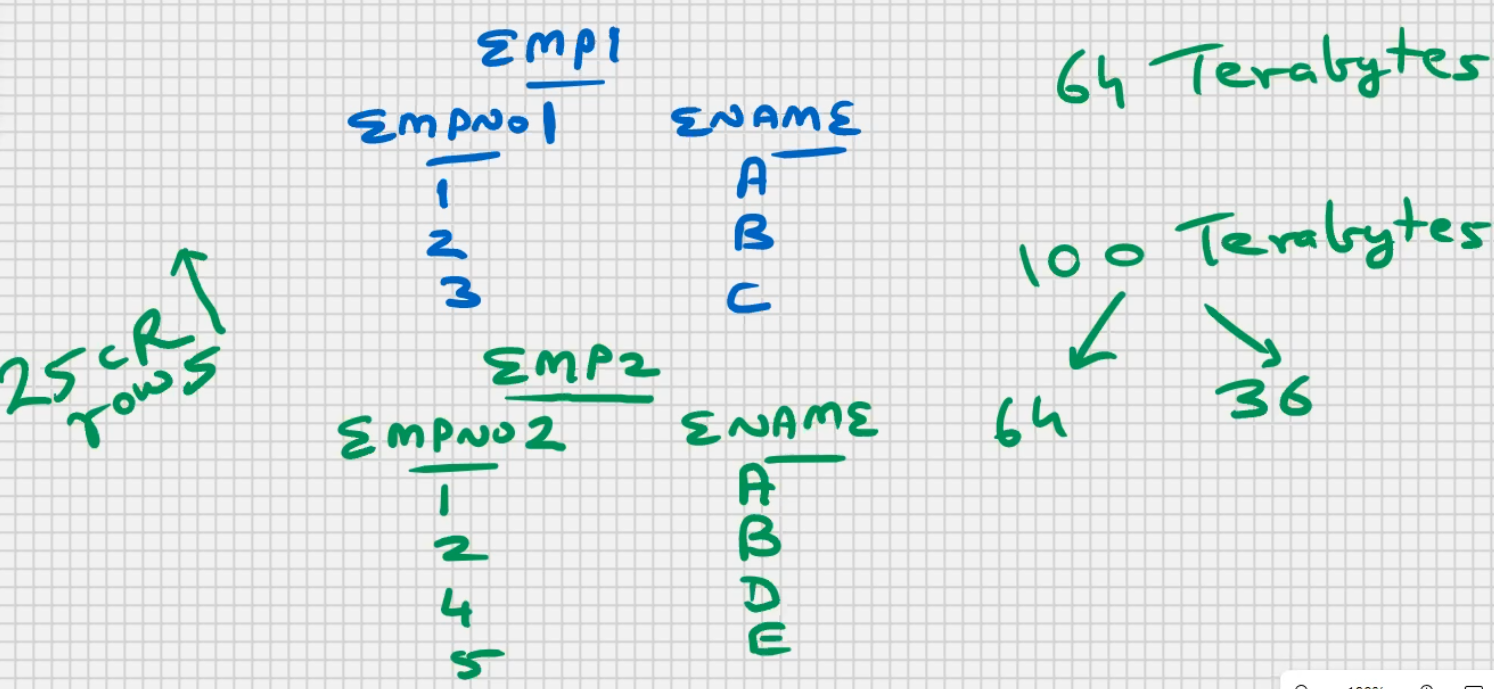 EMP1
EMPNO1 ENAME
1 A
2 B
3 C
EMP2
EMPNO2 ENAME
1 A
2 B
4 D
5 E
25 CR
rows
64 Terabytes
100 Terabytes
64 36